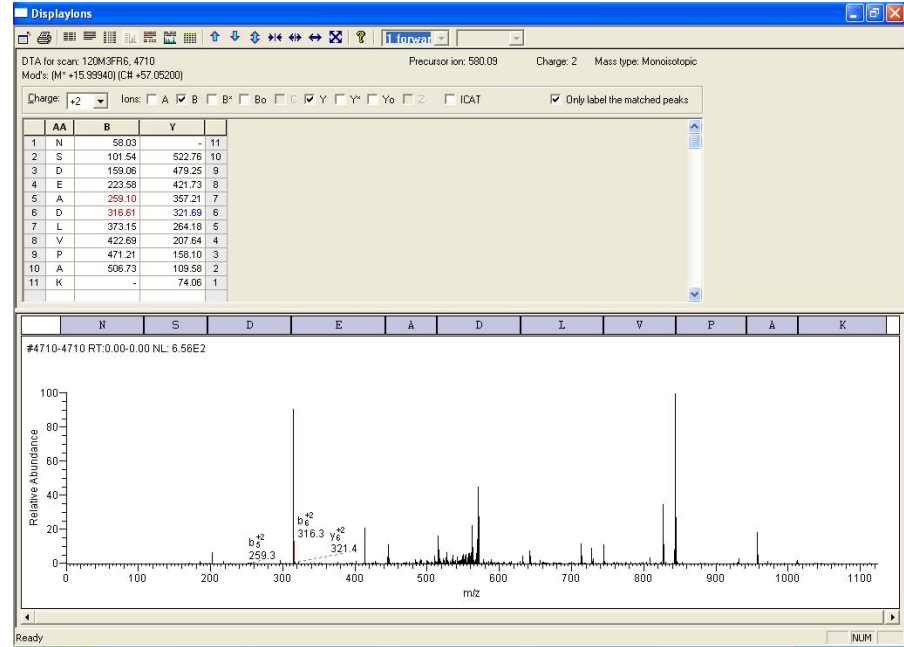 DisplayIons
1 forwar
DTA for scan: 120M3FR6, 4710 Precursor ion: 580.09 Charge: 2 Mass type: Monoisotopic
Mod's: (M* +15.99940) (C# +57.05200)
Charge: +2 Ions: A B B* Bo C Y Y* Yo Z ICAT Only label the matched peaks
AA B Y
1 N 58.03 - 11
2 S 101.54 522.76 10
3 D 159.06 479.25 9
4 E 223.58 421.73 8
5 A 259.10 357.21 7
6 D 316.61 321.69 6
7 L 373.15 264.18 5
8 V 422.69 207.64 4
9 P 471.21 158.10 3
10 A 506.73 109.58 2
11 K - 74.06 1
N S D E A D L V P A K
#4710-4710 RT:0.00-0.00 NL: 6.56E2
100
80
60
40
20
0
Relative Abundance
b6+2
316.3
y6+2
321.4
b5+2
259.3
0 100 200 300 400 500 600 700 800 900 1000 1100
m/z
Ready NUM